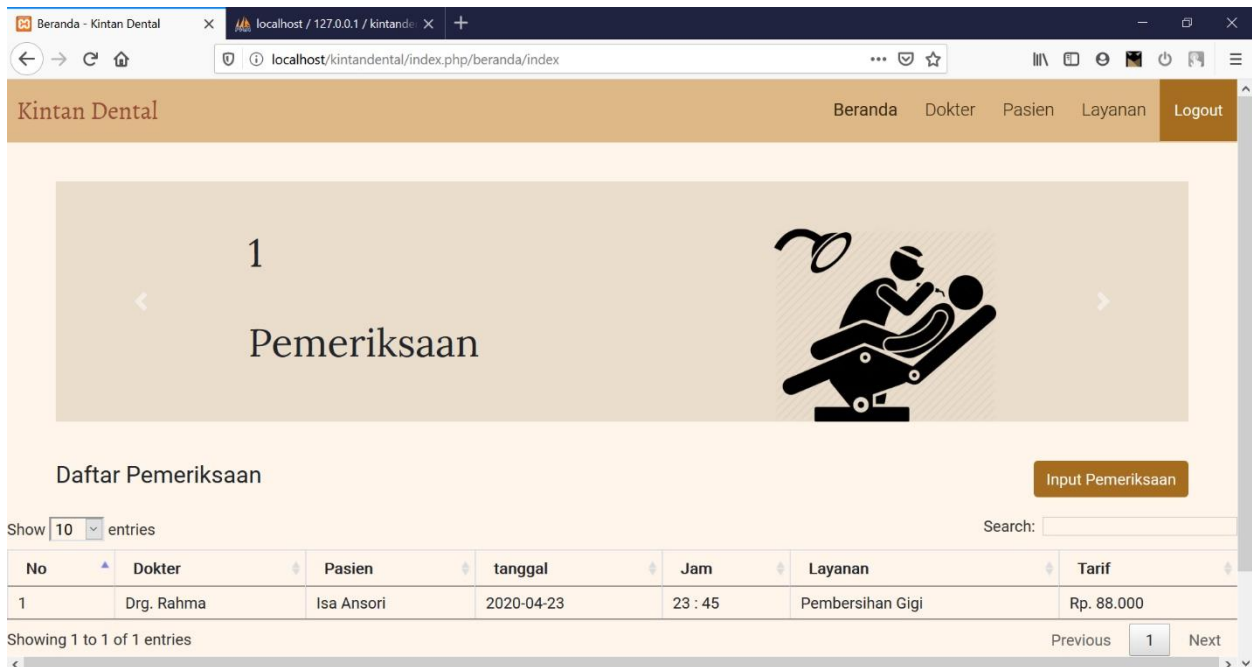 Beranda - Kintan Dental
localhost / 127.0.0.1 / kintande
localhost/kintandental/index.php/beranda/index
Kintan Dental
Beranda Dokter Pasien Layanan Logout
1
Pemeriksaan
Daftar Pemeriksaan
Input Pemeriksaan
Show 10 entries
Search:
No Dokter Pasien tanggal Jam Layanan Tarif
1 Drg. Rahma Isa Ansori 2020-04-23 23 : 45 Pembersihan Gigi Rp. 88.000
Showing 1 to 1 of 1 entries
Previous 1 Next